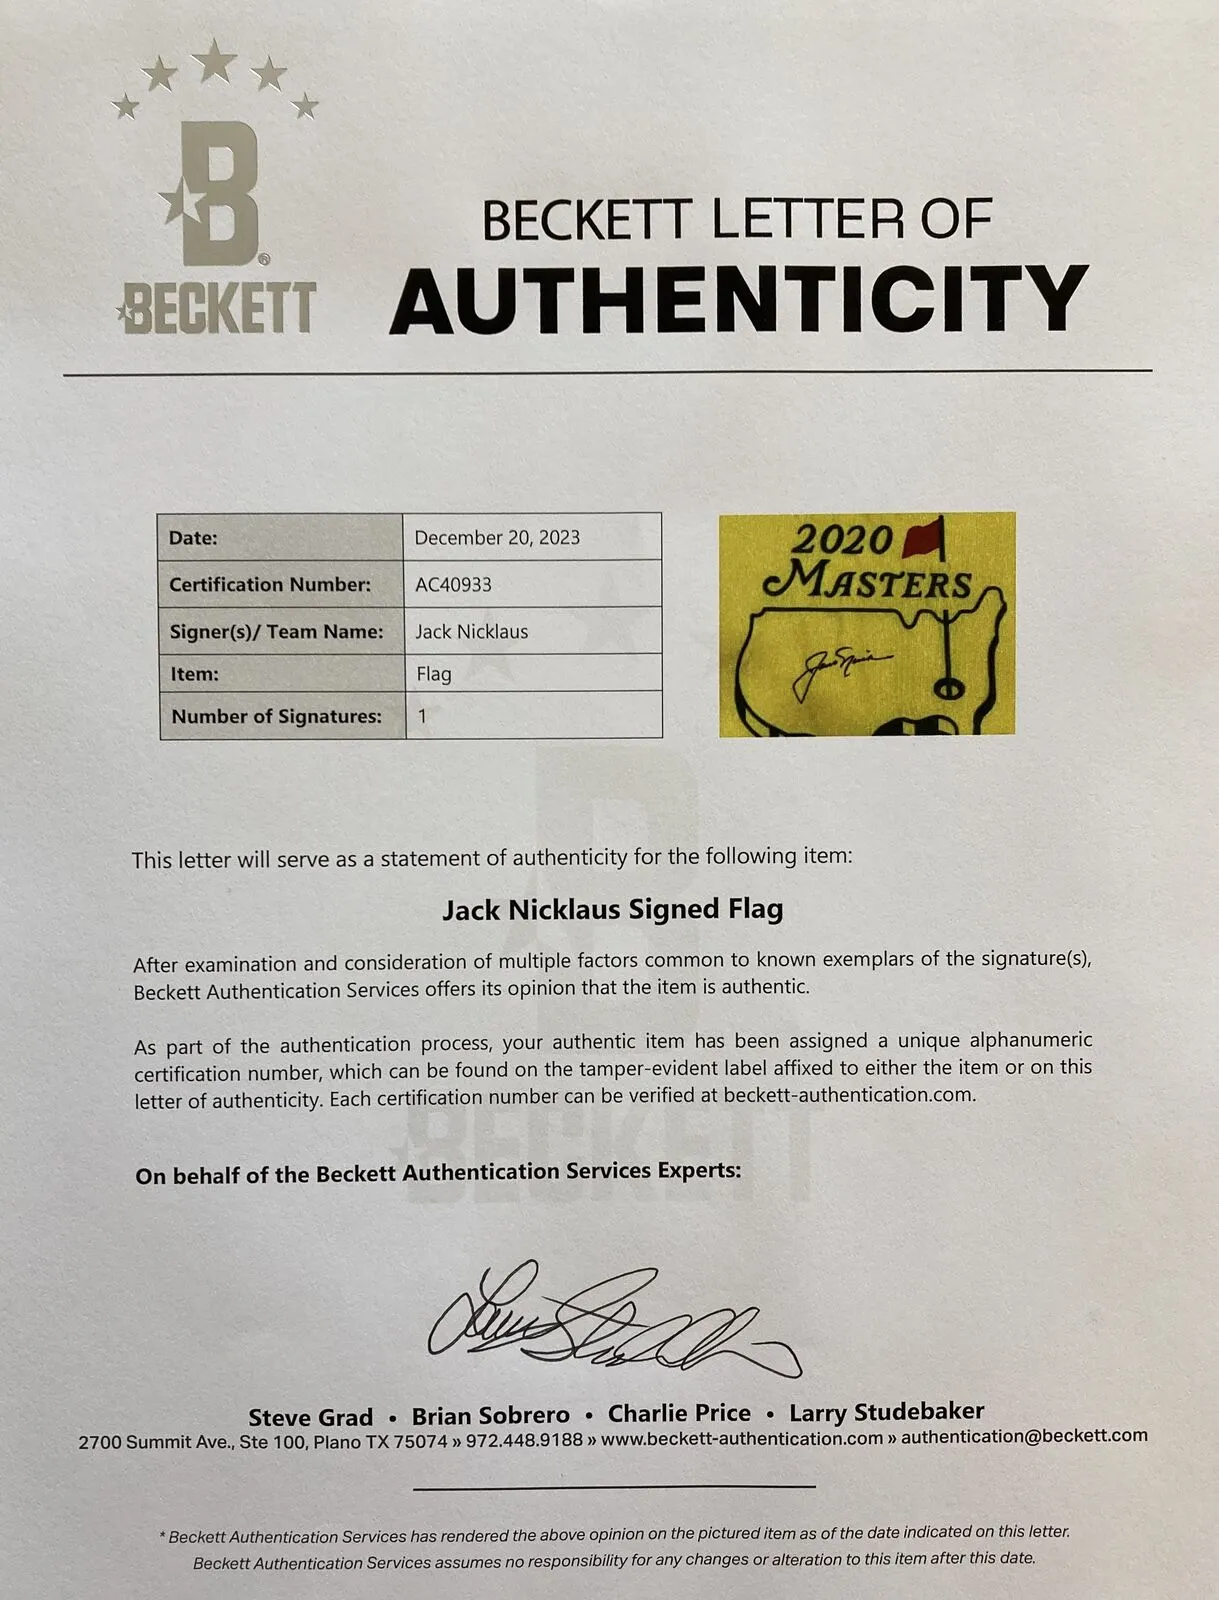 B
®
BECKETT
BECKETT LETTER OF
AUTHENTICITY
Date: December 20, 2023
Certification Number: AC40933
Signer(s)/ Team Name: Jack Nicklaus
Item: Flag
Number of Signatures: 1
2020
MASTERS
This letter will serve as a statement of authenticity for the following item:
Jack Nicklaus Signed Flag
After examination and consideration of multiple factors common to known exemplars of the signature(s),
Beckett Authentication Services offers its opinion that the item is authentic.
As part of the authentication process, your authentic item has been assigned a unique alphanumeric
certification number, which can be found on the tamper-evident label affixed to either the item or on this
letter of authenticity. Each certification number can be verified at beckett-authentication.com.
BECKETT
On behalf of the Beckett Authentication Services Experts:
Steve Grad • Brian Sobrero • Charlie Price • Larry Studebaker
2700 Summit Ave., Ste 100, Plano TX 75074 » 972.448.9188 » www.beckett-authentication.com » authentication@beckett.com
* Beckett Authentication Services has rendered the above opinion on the pictured item as of the date indicated on this letter.
Beckett Authentication Services assumes no responsibility for any changes or alteration to this item after this date.